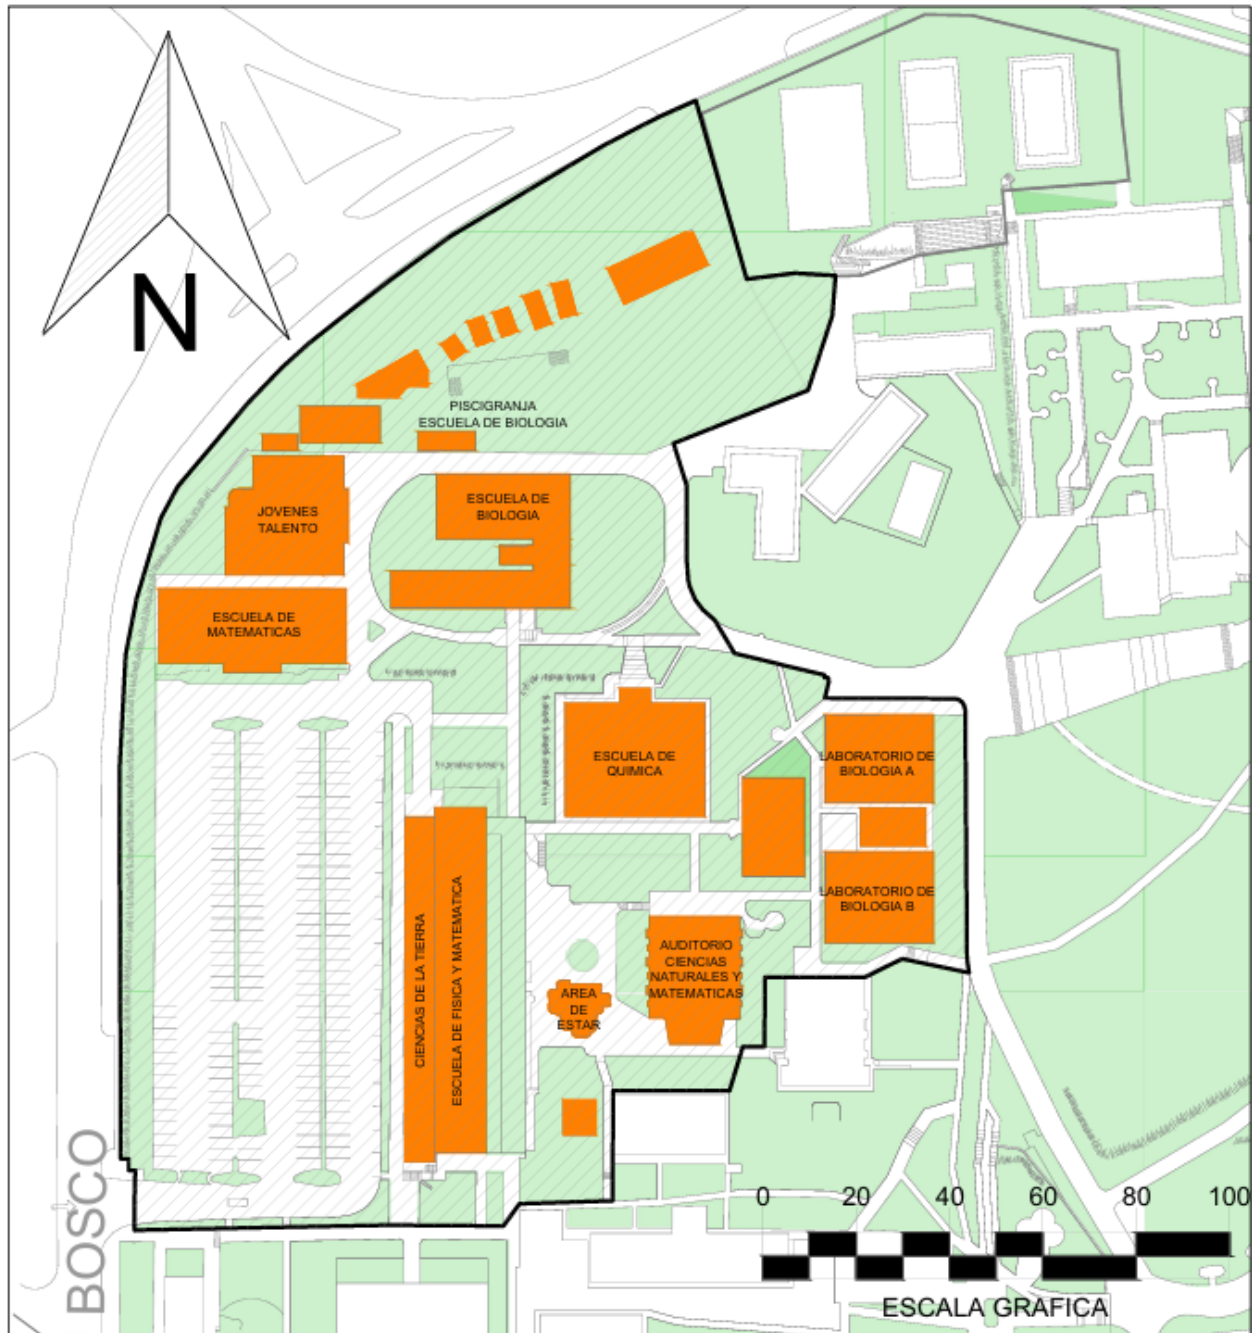 N
PISCIGRANJA
ESCUELA DE BIOLOGIA
JOVENES
TALENTO
ESCUELA DE
BIOLOGIA
ESCUELA DE
MATEMATICAS
ESCUELA DE
QUIMICA
LABORATORIO DE
BIOLOGIA A
LABORATORIO DE
BIOLOGIA B
CIENCIAS DE LA TIERRA
ESCUELA DE FISICA Y MATEMATICA
AUDITORIO
CIENCIAS
NATURALES Y
MATEMATICAS
AREA
DE
ESTAR
BOSCO
0 20 40 60 80 100
ESCALA GRAFICA